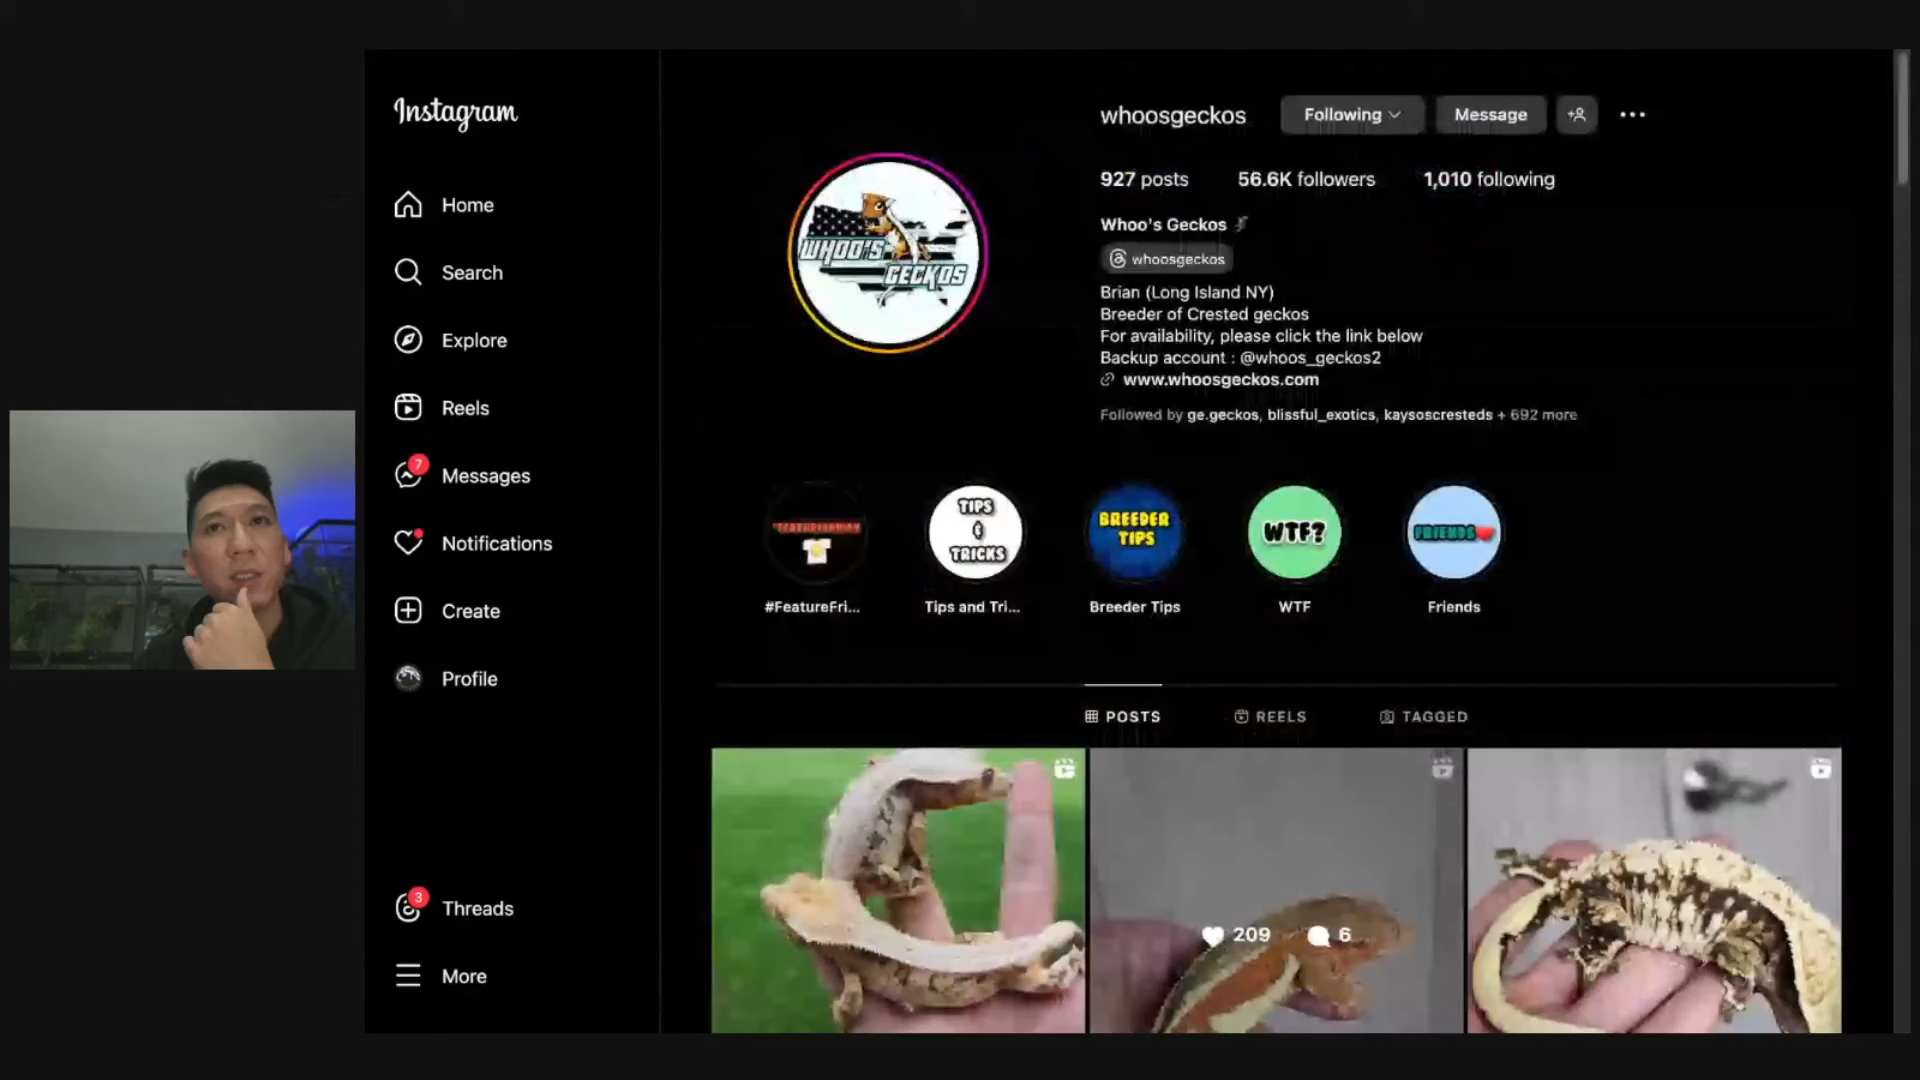 Instagram
Home
Search
Explore
Reels
7
Messages
Notifications
Create
Profile
3
Threads
More
whoosgeckos
Following
Message
927 posts
56.6K followers
1,010 following
WHOO'S
GECKOS
Whoo's Geckos
whoosgeckos
Brian (Long Island NY)
Breeder of Crested geckos
For availability, please click the link below
Backup account : @whoos_geckos2
www.whoosgeckos.com
Followed by ge.geckos, blissful_exotics, kaysoscresteds + 692 more
TIPS
&
TRICKS
BREEDER
TIPS
WTF?
FRIENDS
#FeatureFri...
Tips and Tri...
Breeder Tips
WTF
Friends
POSTS
REELS
TAGGED
209
6